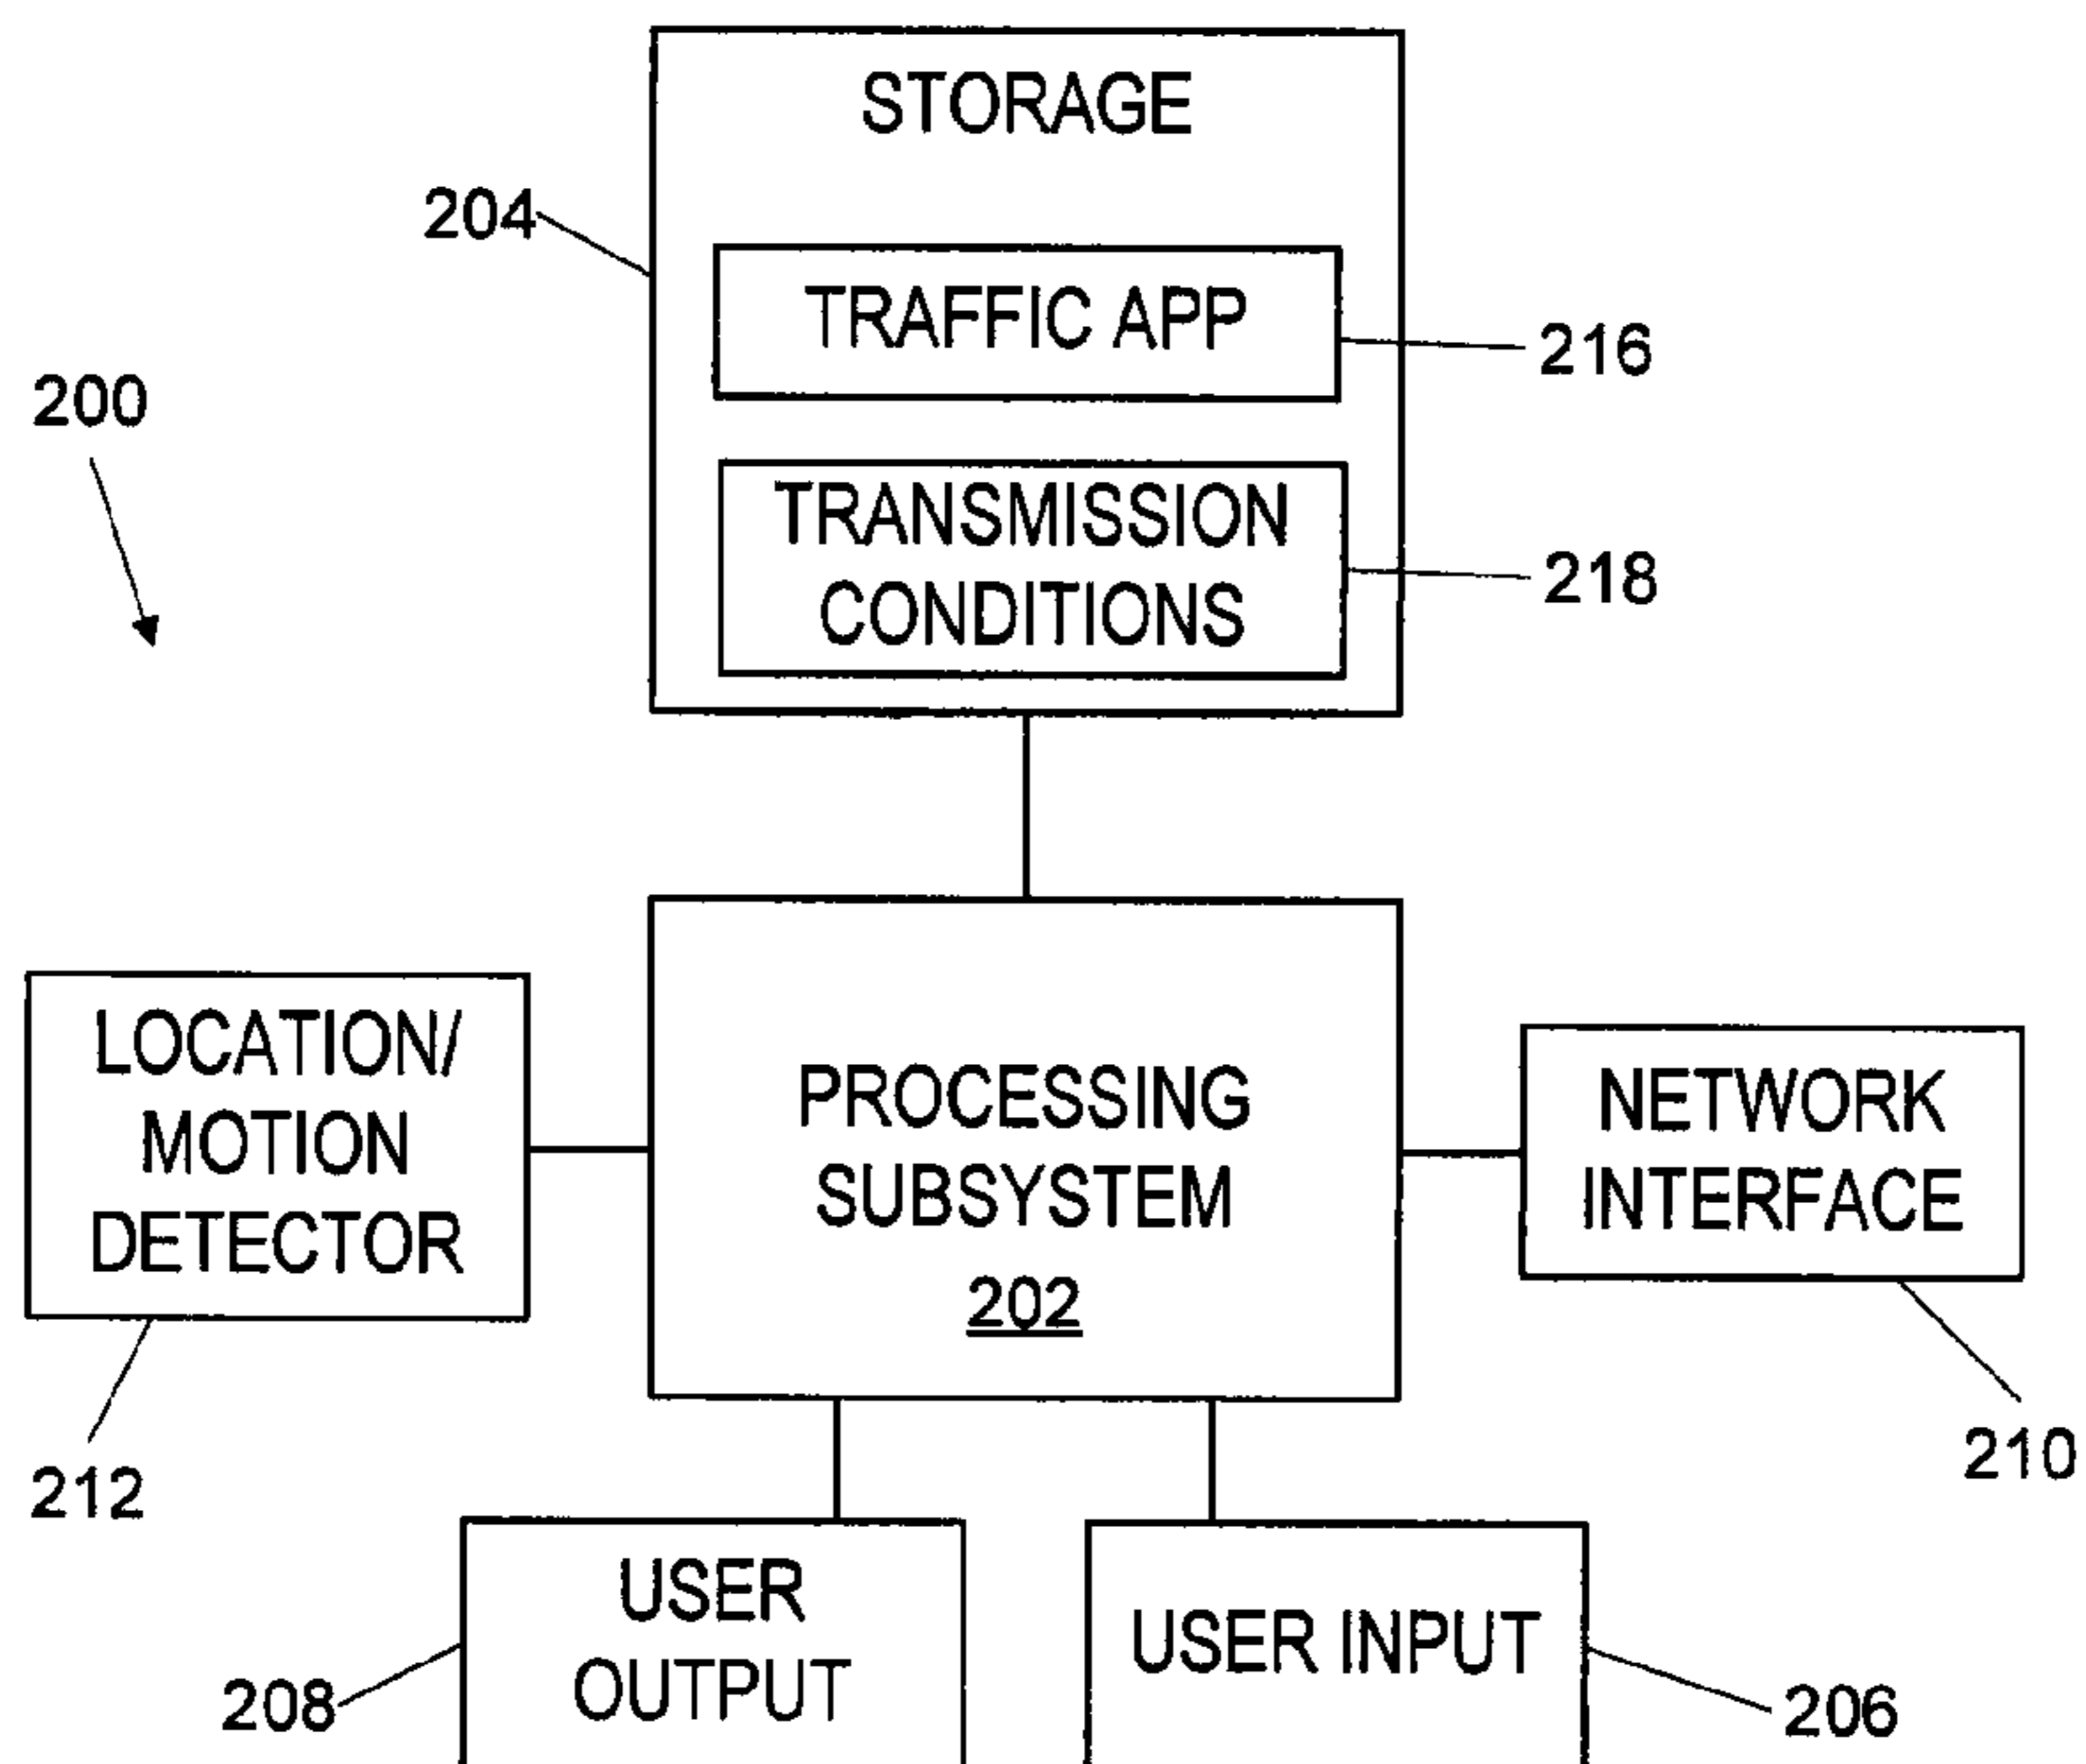 STORAGE
204
TRAFFIC APP
216
200
TRANSMISSION
CONDITIONS
218
LOCATION/
MOTION
DETECTOR
212
PROCESSING
SUBSYSTEM
202
NETWORK
INTERFACE
210
USER
OUTPUT
208
USER INPUT
206